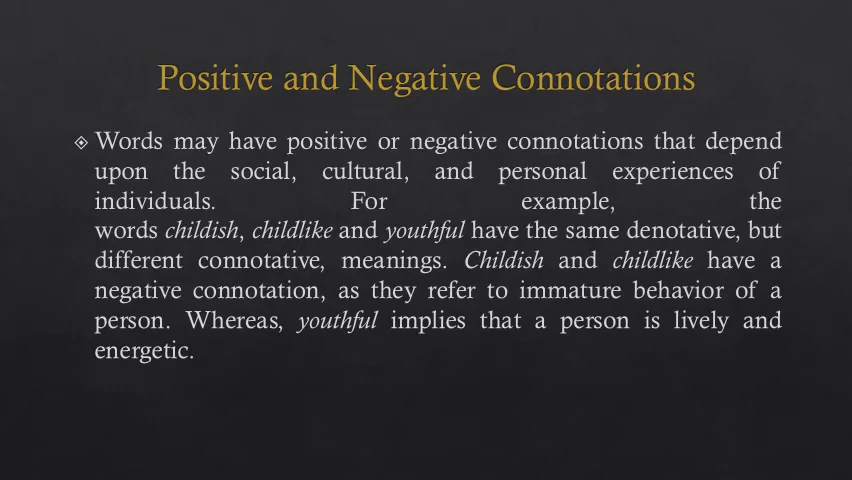 Positive and Negative Connotations
Words may have positive or negative connotations that depend
upon the social, cultural, and personal experiences of
individuals. For example, the
words childish, childlike and youthful have the same denotative, but
different connotative, meanings. Childish and childlike have a
negative connotation, as they refer to immature behavior of a
person. Whereas, youthful implies that a person is lively and
energetic.